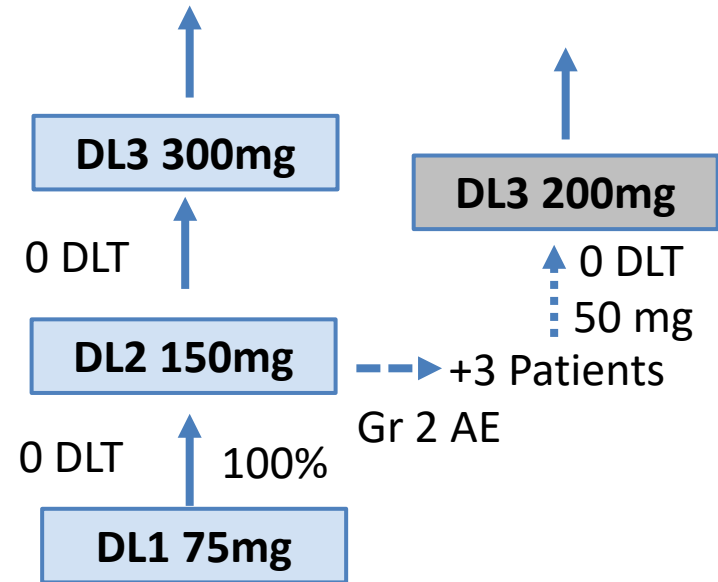 DL3 300mg
DL3 200mg
0 DLT
0 DLT
50 mg
DL2 150mg
+3 Patients
Gr 2 AE
0 DLT
100%
DL1 75mg